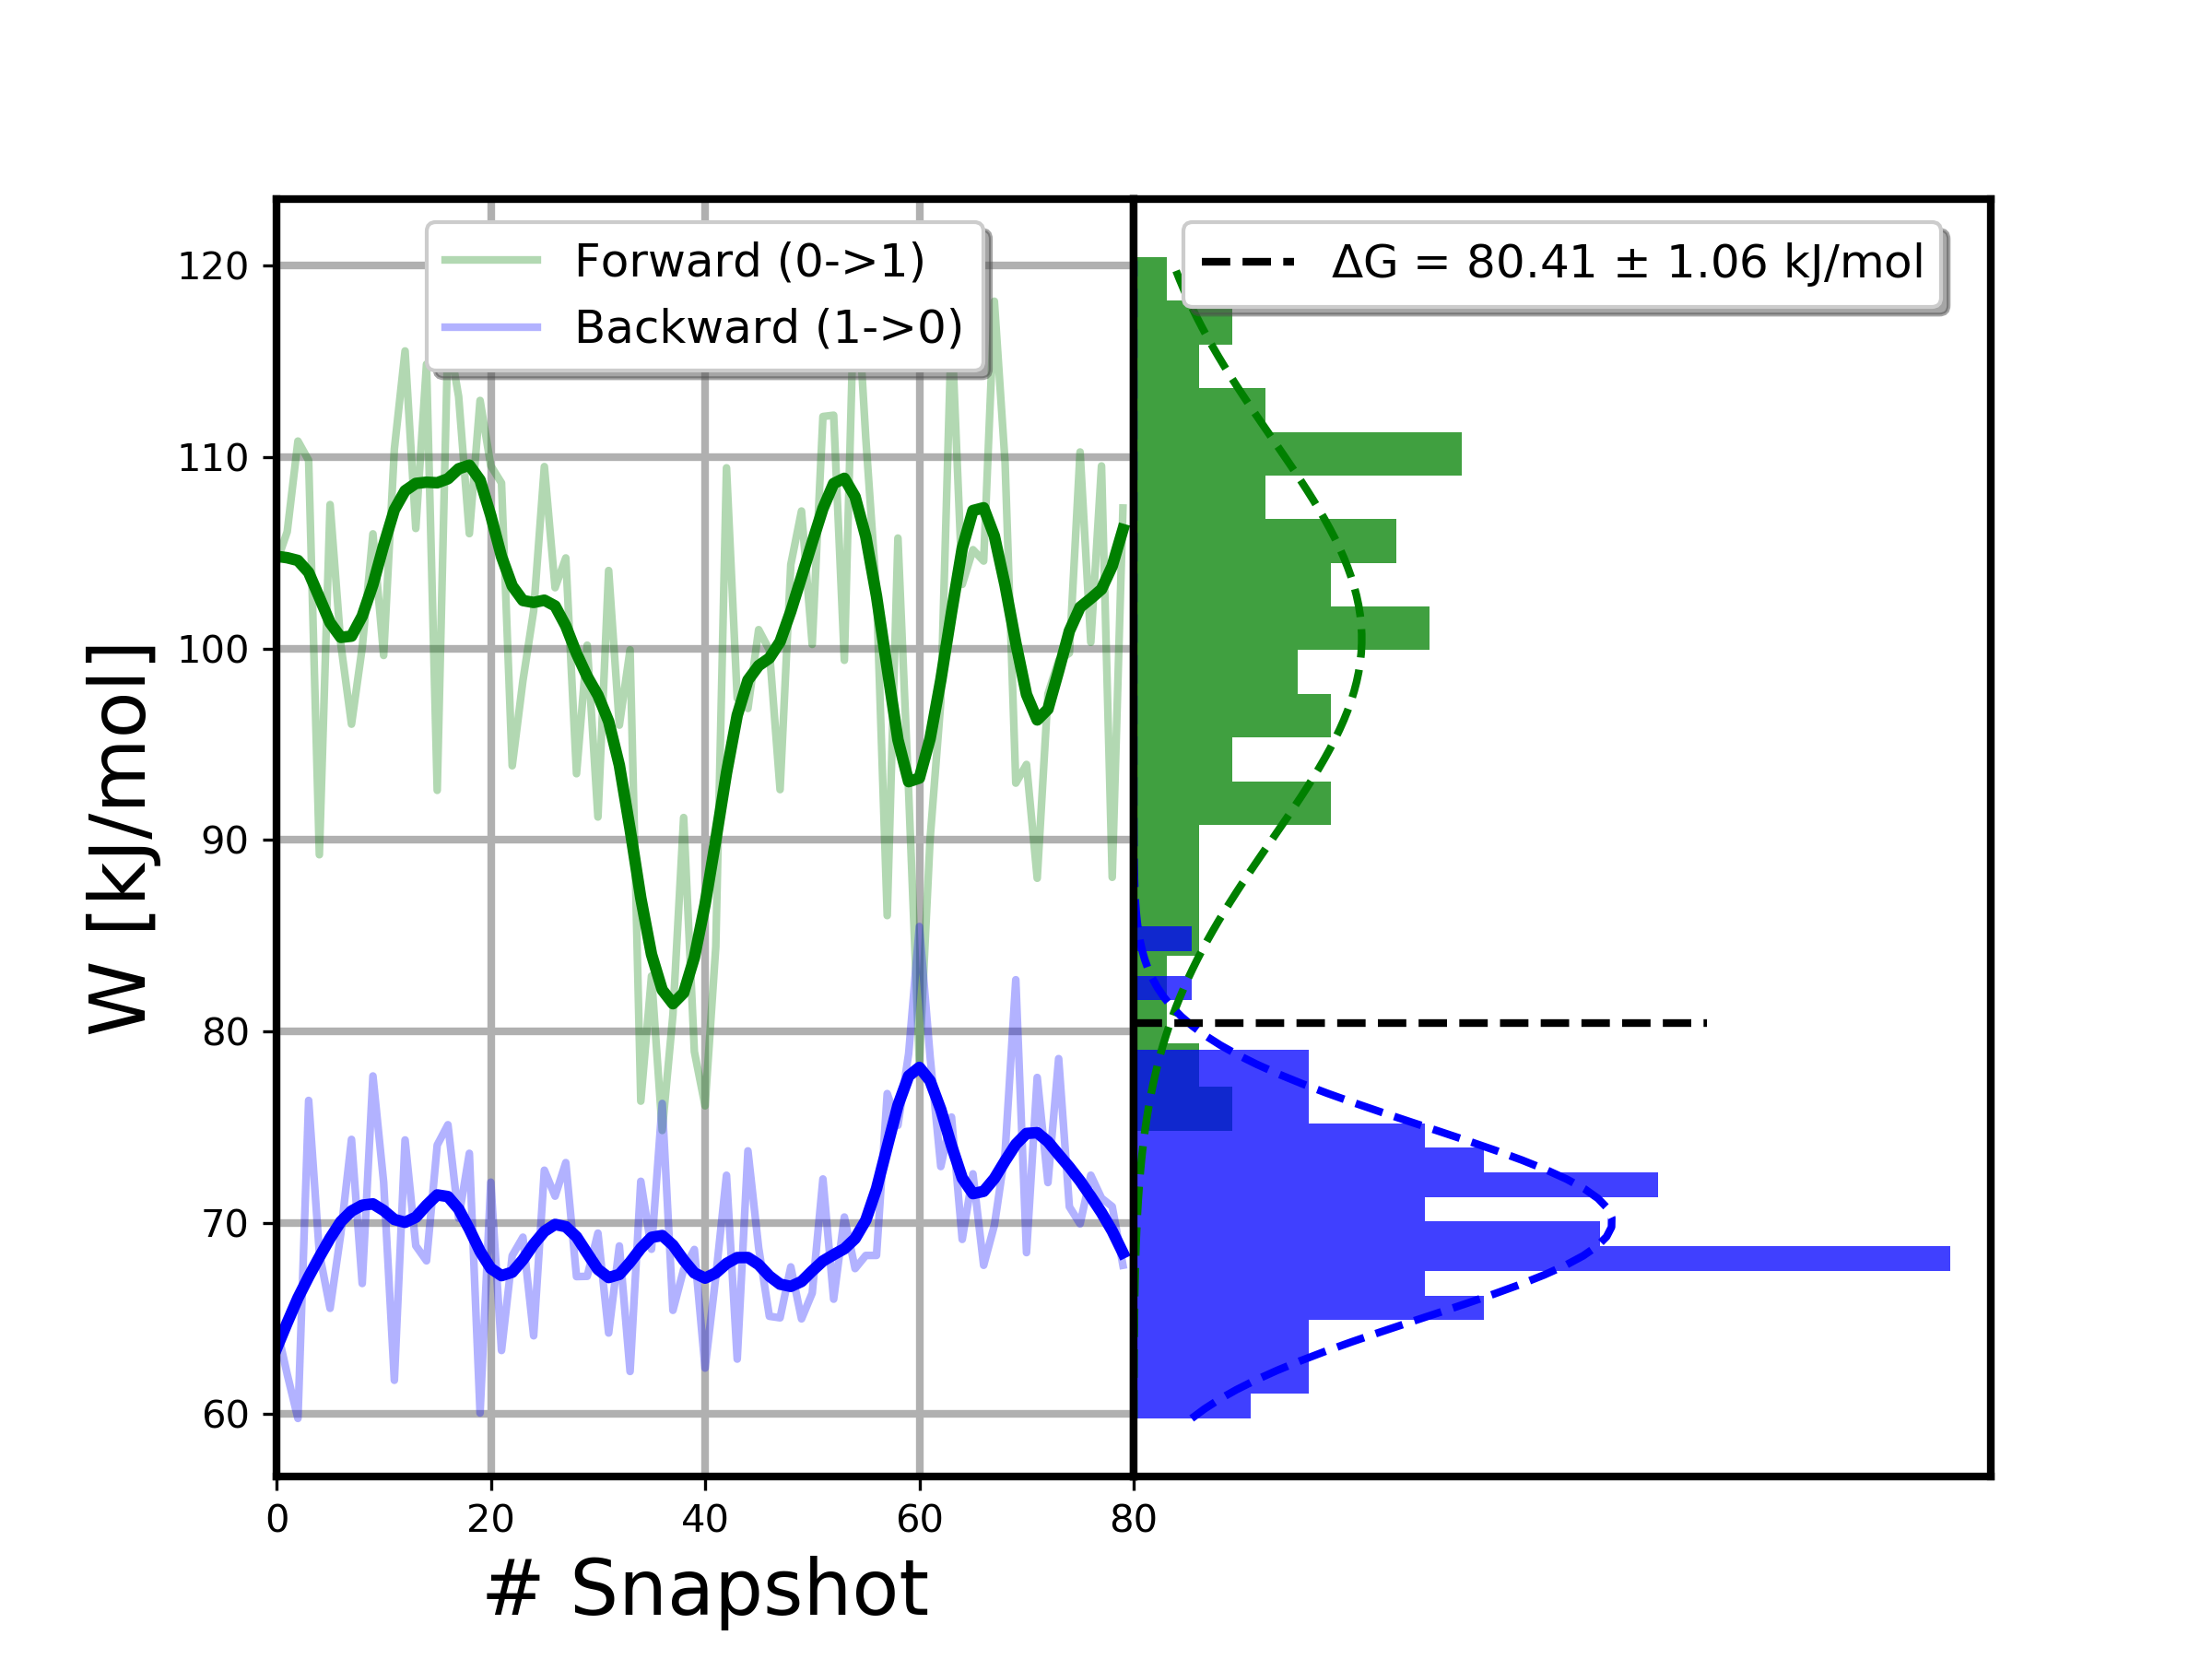 Forward (0->1)
Backward (1->0)
ΔG = 80.41 ± 1.06 kJ/mol
W [kJ/mol]
120
110
100
90
80
70
60
0 20 40 60 80
# Snapshot